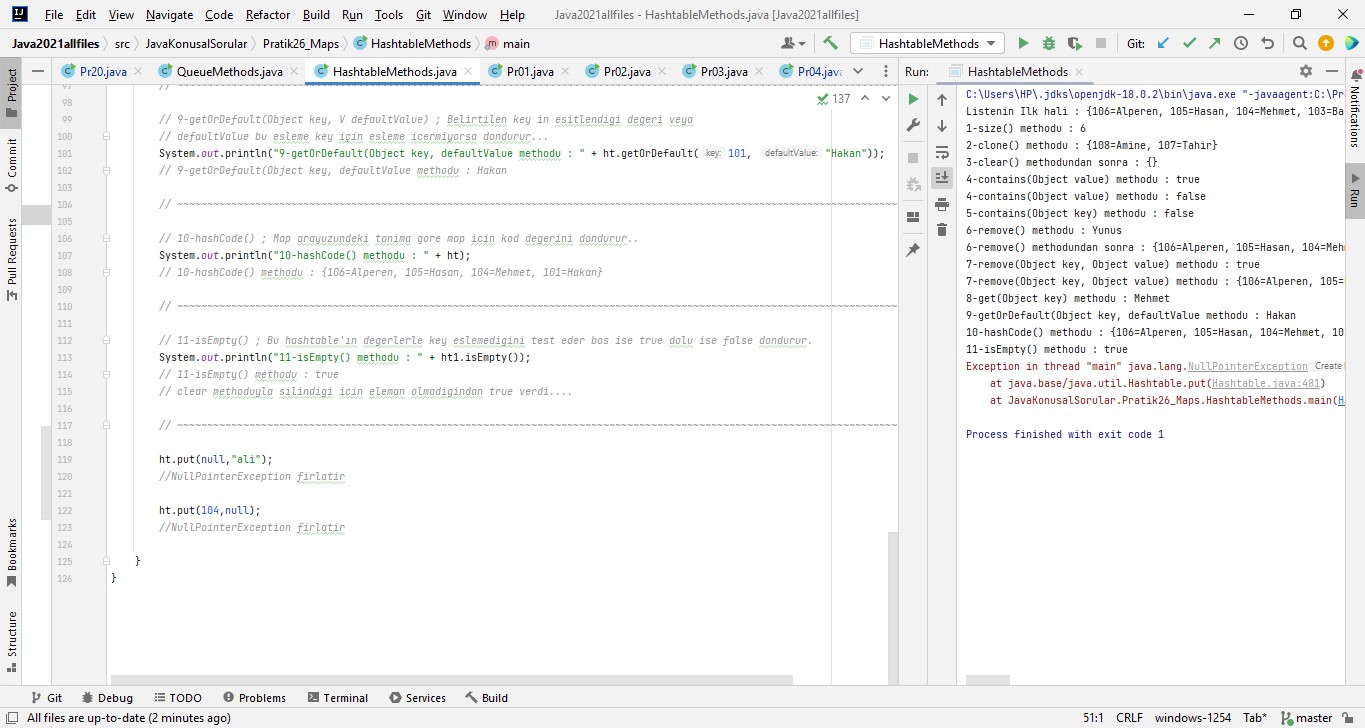 File Edit View Navigate Code Refactor Build Run Tools Git Window Help Java2021allfiles - HashtableMethods.java [Java2021allfiles]
Java2021allfiles src JavaKonusalSorular Pratik26_Maps HashtableMethods main HashtableMethods Git:
Pr20.java QueueMethods.java HashtableMethods.java Pr01.java Pr02.java Pr03.java Pr04.java
137
97
98
99 // 9-getOrDefault(Object key, V defaultValue) ; Belirtilen key in esitlendigi degeri veya
100 // defaultValue bu esleme key için esleme icermiyorsa dondurur...
101 System.out.println("9-getOrDefault(Object key, defaultValue methodu : " + ht.getOrDefault( key: 101, defaultValue: "Hakan"));
102 // 9-getOrDefault(Object key, defaultValue methodu : Hakan
103
104 // ~~~~~~~~~~~~~~~~~~~~~~~~~~~~~~~~~~~~~~~~
105
106 // 10-hashCode() ; Map arayuzundeki tanima gore map icin kod degerini dondurur..
107 System.out.println("10-hashCode() methodu : " + ht);
108 // 10-hashCode() methodu : {106=Alperen, 105=Hasan, 104=Mehmet, 101=Hakan}
109
110 // ~~~~~~~~~~~~~~~~~~~~~~~~~~~~~~~~~~~~~~~~
111
112 // 11-isEmpty() ; Bu hashtable'ın degerlerle key eslemedigini test eder bos ise true dolu ise false dondurur.
113 System.out.println("11-isEmpty() methodu : " + ht1.isEmpty());
114 // 11-isEmpty() methodu : true
115 // clear methoduyla silindigi icin eleman olmadigindan true verdi....
116
117 // ~~~~~~~~~~~~~~~~~~~~~~~~~~~~~~~~~~~~~~~~
118
119 ht.put(null,"ali");
120 //NullPointerException firlatir
121
122 ht.put(104,null);
123 //NullPointerException firlatir
124
125 }
126 }
Run: HashtableMethods
C:\Users\HP\.jdks\openjdk-18.0.2\bin\java.exe "-javaagent:C:\Pr
Listenin Ilk hali : {106=Alperen, 105=Hasan, 104=Mehmet, 103=Ba
1-size() methodu : 6
2-clone() methodu : {108=Amine, 107=Tahir}
3-clear() methodundan sonra : {}
4-contains(Object value) methodu : true
4-contains(Object value) methodu : false
5-contains(Object key) methodu : false
6-remove() methodu : Yunus
6-remove() methodundan sonra : {106=Alperen, 105=Hasan, 104=Meh
7-remove(Object key, Object value) methodu : true
7-remove(Object key, Object value) methodu : {106=Alperen, 105=
8-get(Object key) methodu : Mehmet
9-getOrDefault(Object key, defaultValue methodu : Hakan
10-hashCode() methodu : {106=Alperen, 105=Hasan, 104=Mehmet, 10
11-isEmpty() methodu : true
Exception in thread "main" java.lang.NullPointerException Create
at java.base/java.util.Hashtable.put(Hashtable.java:481)
at JavaKonusalSorular.Pratik26_Maps.HashtableMethods.main(H
Process finished with exit code 1
Project
Commit
Pull Requests
Bookmarks
Structure
Notifications
Run
Git Debug TODO Problems Terminal Services Build
All files are up-to-date (2 minutes ago) 51:1 CRLF windows-1254 Tab* master